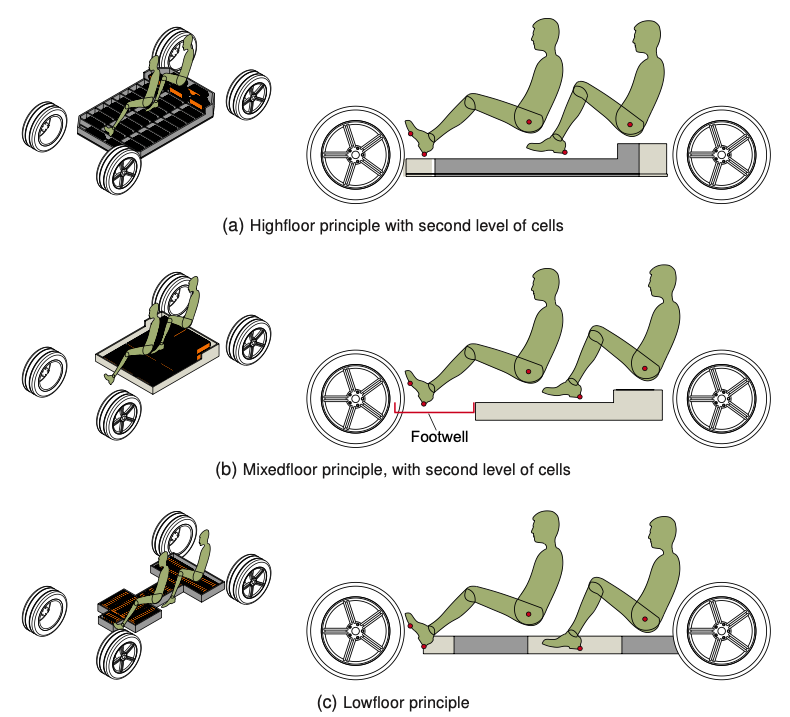 (a) Highfloor principle with second level of cells
Footwell
(b) Mixedfloor principle, with second level of cells
(c) Lowfloor principle